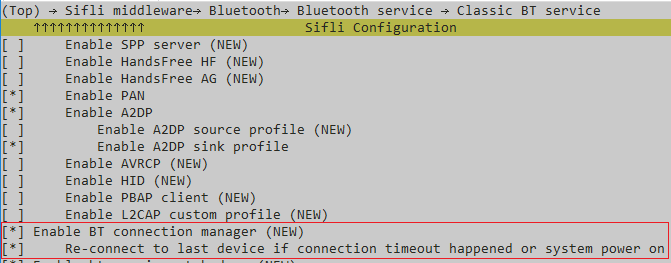 (Top) → Sifli middleware→ Bluetooth→ Bluetooth service → Classic BT service
↑↑↑↑↑↑↑↑↑↑↑↑↑↑ Sifli Configuration
[ ] Enable SPP server (NEW)
[ ] Enable HandsFree HF (NEW)
[ ] Enable HandsFree AG (NEW)
[*] Enable PAN
[*] Enable A2DP
[ ] Enable A2DP source profile (NEW)
[*] Enable A2DP sink profile
[ ] Enable AVRCP (NEW)
[ ] Enable HID (NEW)
[ ] Enable PBAP client (NEW)
[ ] Enable L2CAP custom profile (NEW)
[*] Enable BT connection manager (NEW)
[*] Re-connect to last device if connection timeout happened or system power on